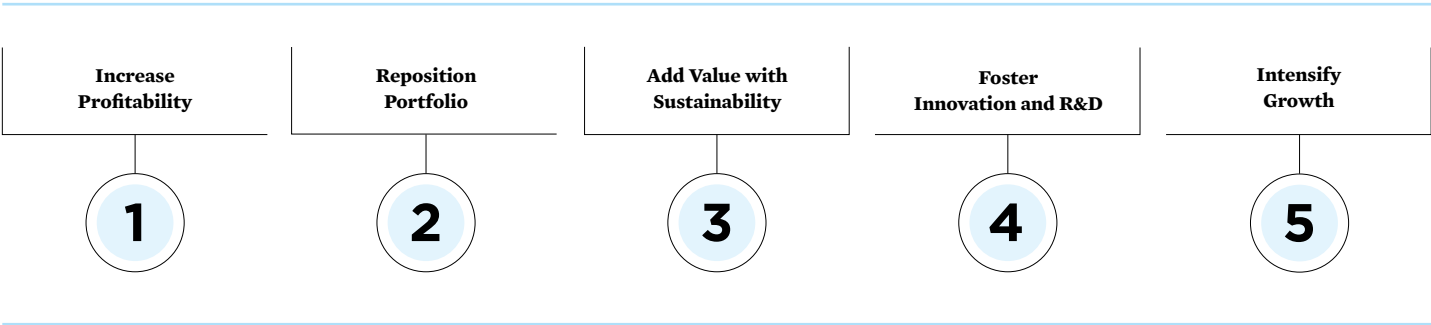 Increase
Profitability
Reposition
Portfolio
Add Value with
Sustainability
Foster
Innovation and R&D
Intensify
Growth
1
2
3
4
5